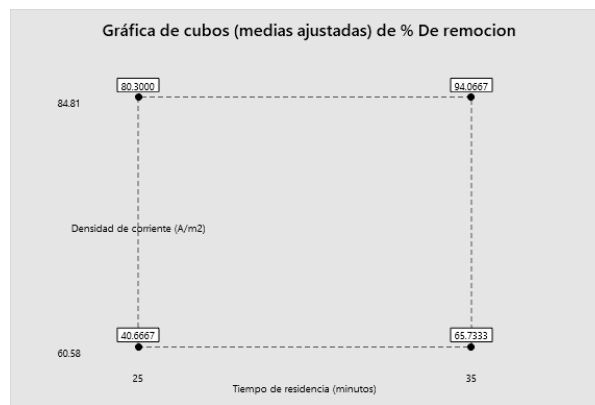 Gráfica de cubos (medias ajustadas) de % De remocion
80.3000 94.0667
84.81
Densidad de corriente (A/m2)
40.6667 65.7333
60.58
25 35
Tiempo de residencia (minutos)